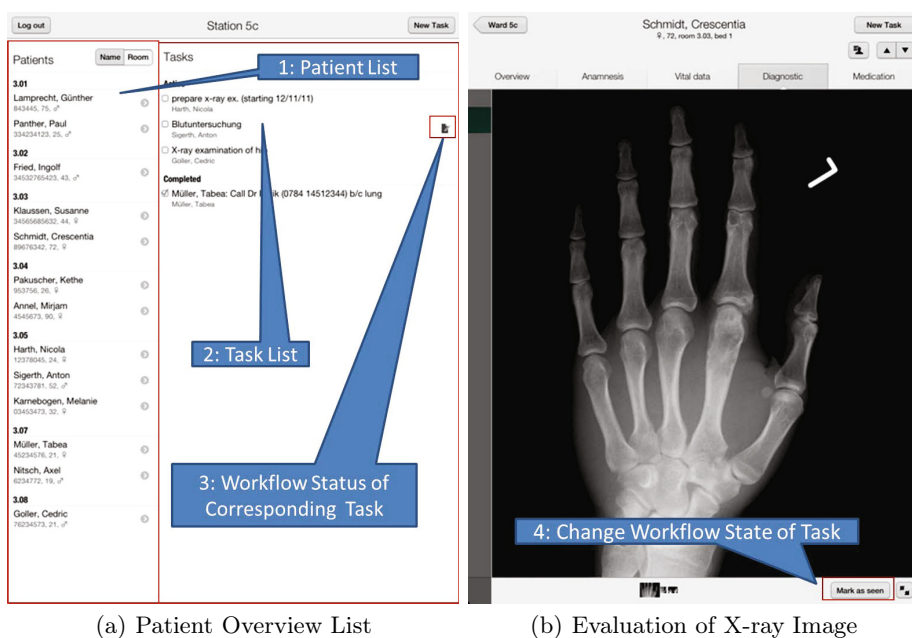 Log out
Station 5c
New Task
Patients
Name Room
3.01
Lamprecht, Günther
843445, 75, ♂
Panther, Paul
334234123, 25, ♂
3.02
Fried, Ingolf
34532765423, 43, ♂
3.03
Klaussen, Susanne
34565685632, 44, ♀
Schmidt, Crescentia
89676342, 72, ♀
3.04
Pakuscher, Kethe
953756, 26, ♀
Annel, Mirjam
4545673, 90, ♀
3.05
Harth, Nicola
12378045, 24, ♀
Sigerth, Anton
72343781, 52, ♂
Karnebogen, Melanie
03453473, 32, ♀
3.07
Müller, Tabea
45234576, 21, ♀
Nitsch, Axel
6234772, 19, ♂
3.08
Goller, Cedric
76234573, 21, ♂
Tasks
1: Patient List
prepare x-ray ex. (starting 12/11/11)
Harth, Nicola
Blutuntersuchung
Sigerth, Anton
X-ray examination of
Goller, Cedric
Completed
Müller, Tabea: Call Dr (0784 14512344) b/c lung
Müller, Tabea
2: Task List
3: Workflow Status of
Corresponding Task
(a) Patient Overview List
Ward 5c
Schmidt, Crescentia
♀, 72, room 3.03, bed 1
New Task
Overview
Anamnesis
Vital data
Diagnostic
Medication
4: Change Workflow State of Task
Mark as seen
(b) Evaluation of X-ray Image